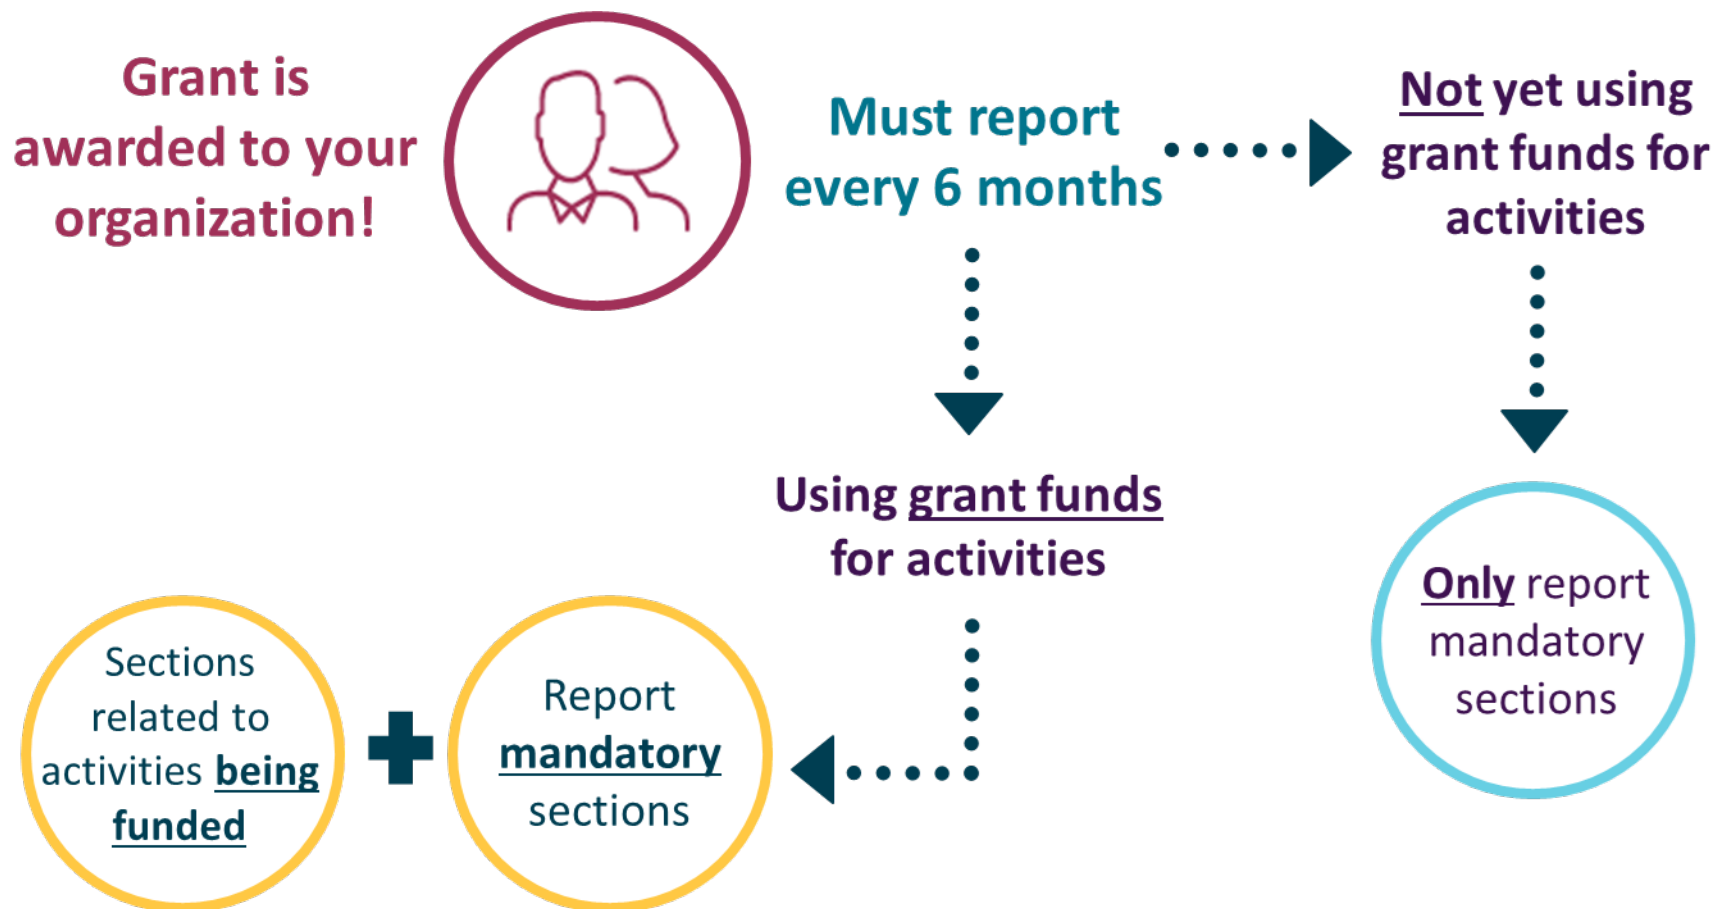 Grant is
awarded to your
organization!
Must report
every 6 months
Not yet using
grant funds for
activities
Using grant funds
for activities
Only report
mandatory
sections
Sections
related to
activities being
funded
Report
mandatory
sections